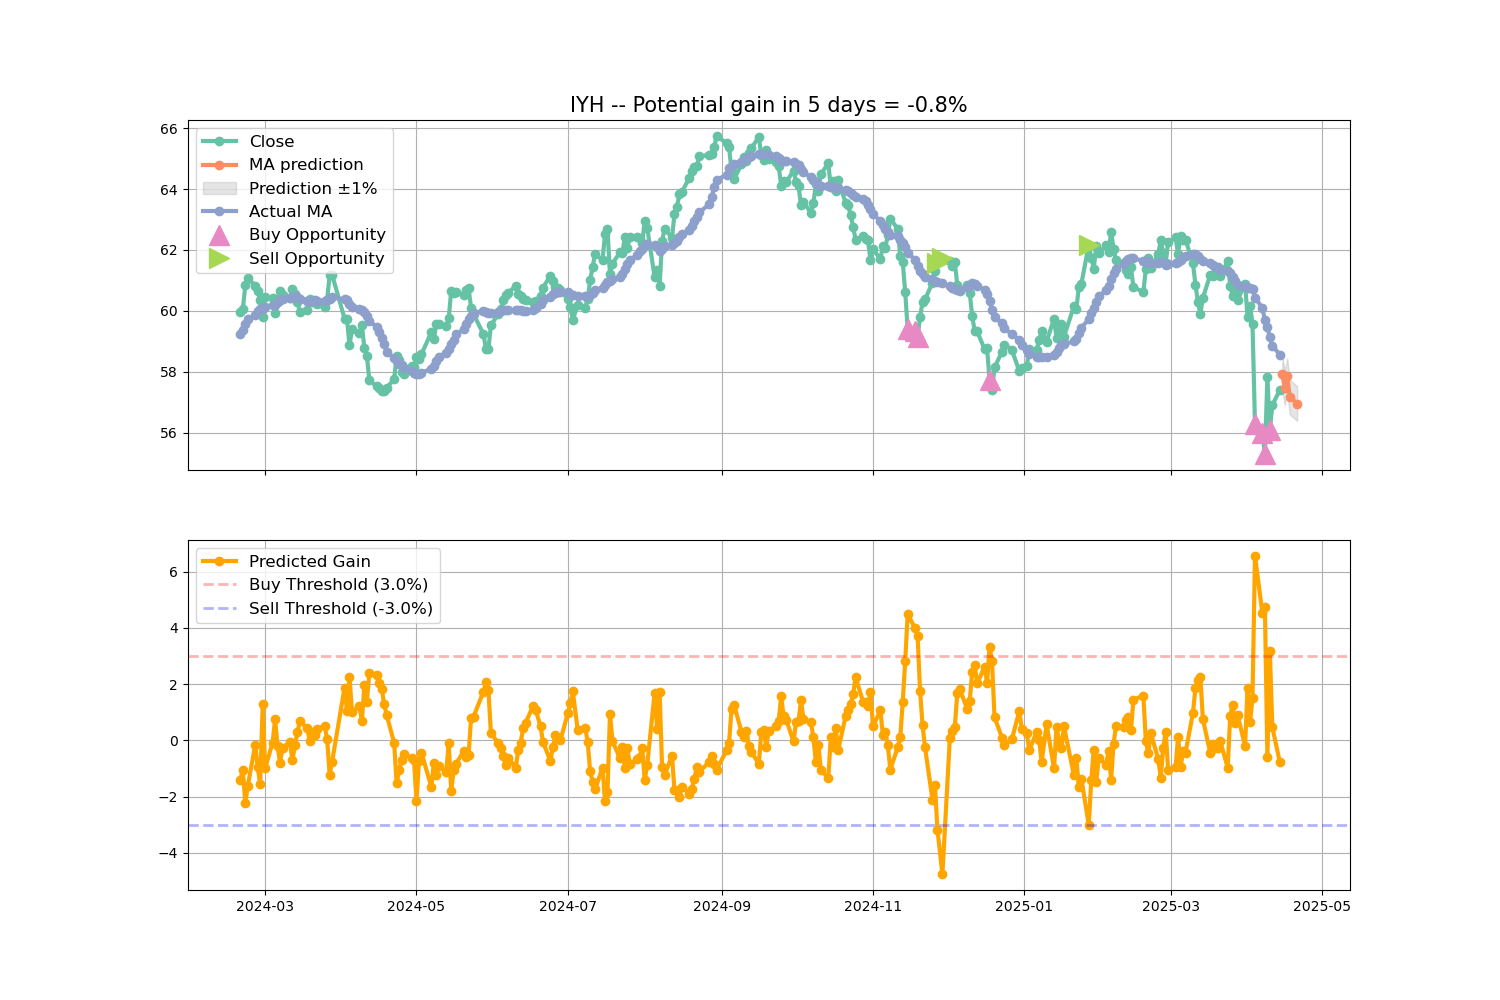 IYH -- Potential gain in 5 days = -0.8%
66
64
62
60
58
56
Close
MA prediction
Prediction ±1%
Actual MA
Buy Opportunity
Sell Opportunity
6
4
2
0
−2
−4
Predicted Gain
Buy Threshold (3.0%)
Sell Threshold (-3.0%)
2024-03
2024-05
2024-07
2024-09
2024-11
2025-01
2025-03
2025-05